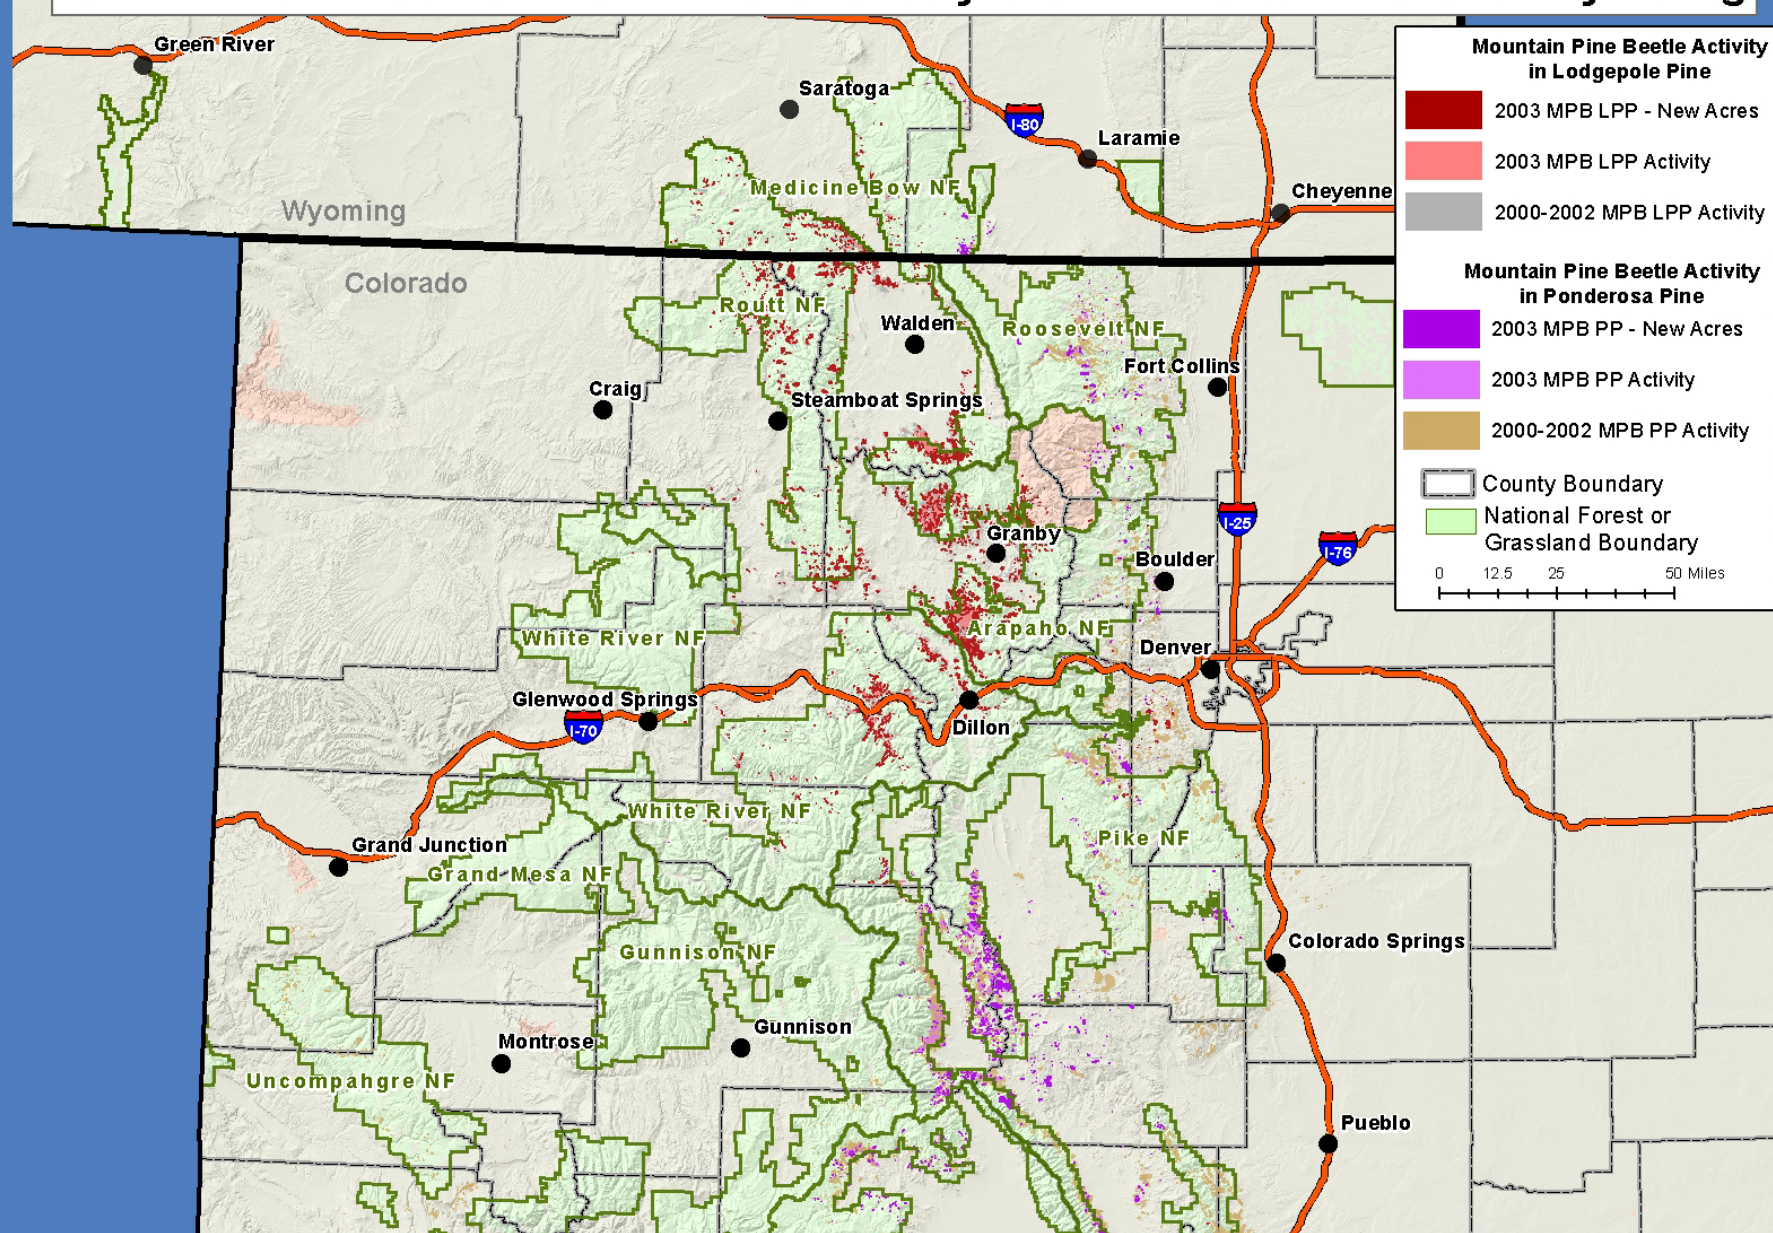 Green River
Saratoga
I-80
Laramie
Medicine Bow NF
Cheyenne
Wyoming
Colorado
Routt NF
Walden
Roosevelt NF
Fort Collins
Craig
Steamboat Springs
I-25
I-76
Granby
Boulder
White River NF
Arapaho NF
Denver
Glenwood Springs
I-70
Dillon
White River NF
Grand Junction
Pike NF
Grand Mesa NF
Gunnison NF
Colorado Springs
Gunnison
Montrose
Uncompahgre NF
Pueblo
Mountain Pine Beetle Activity
in Lodgepole Pine
2003 MPB LPP - New Acres
2003 MPB LPP Activity
2000-2002 MPB LPP Activity
Mountain Pine Beetle Activity
in Ponderosa Pine
2003 MPB PP - New Acres
2003 MPB PP Activity
2000-2002 MPB PP Activity
County Boundary
National Forest or
Grassland Boundary
0 12.5 25 50 Miles